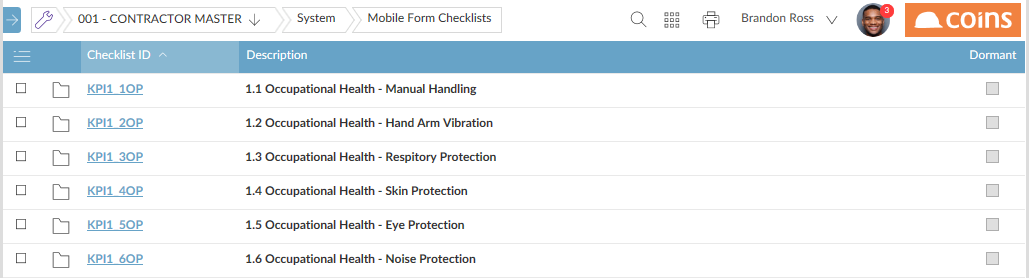 001 - CONTRACTOR MASTER System Mobile Form Checklists Brandon Ross 3 coins
Checklist ID Description Dormant
KPI1_1OP 1.1 Occupational Health - Manual Handling
KPI1_2OP 1.2 Occupational Health - Hand Arm Vibration
KPI1_3OP 1.3 Occupational Health - Respitory Protection
KPI1_4OP 1.4 Occupational Health - Skin Protection
KPI1_5OP 1.5 Occupational Health - Eye Protection
KPI1_6OP 1.6 Occupational Health - Noise Protection